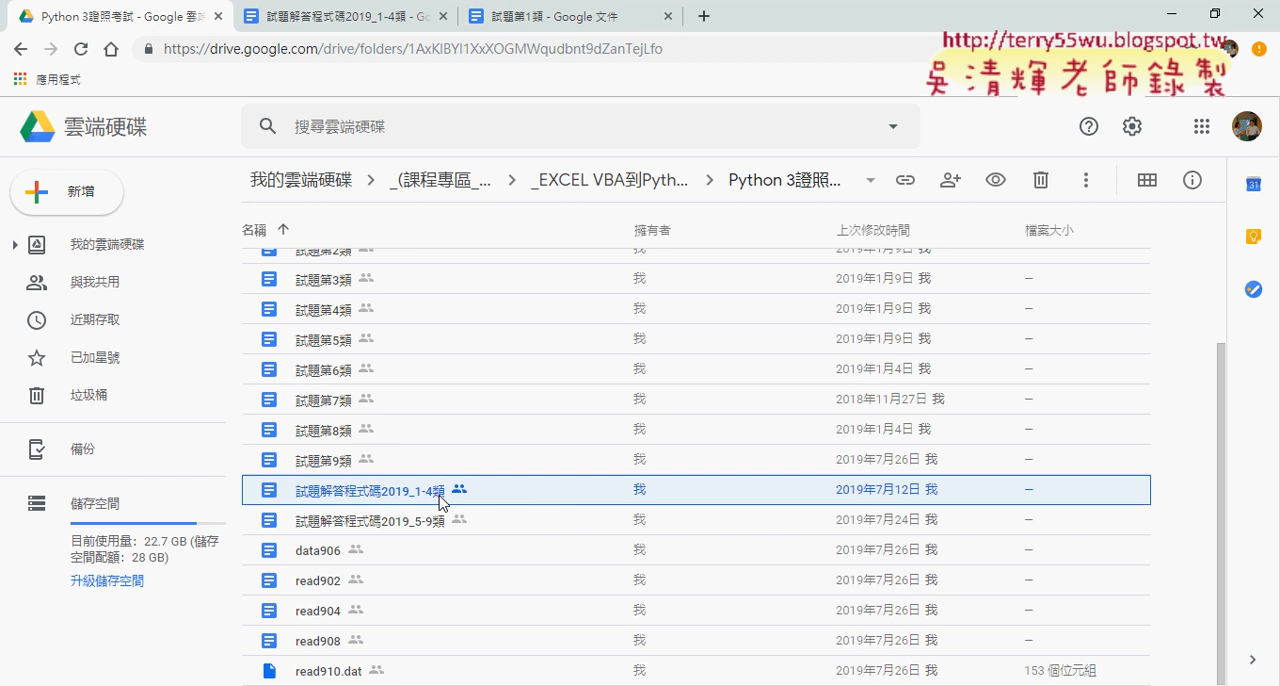 Python 3證照考試 - Google 雲端
試題解答程式碼2019_1-4類 - Go
試題第1類 - Google 文件
https://drive.google.com/drive/folders/1AxKlBYl1XxXOGMWqudbnt9dZanTejLfo
應用程式
http://terry55wu.blogspot.tw
吳清輝老師錄製
雲端硬碟
搜尋雲端硬碟
新增
我的雲端硬碟
與我共用
近期存取
已加星號
垃圾桶
備份
儲存空間
目前使用量：22.7 GB (儲存
空間配額：28 GB)
升級儲存空間
我的雲端硬碟 > _(課程專區_... > _EXCEL VBA到Pyth... > Python 3證照...
名稱 擁有者 上次修改時間 檔案大小
試題第2類 我 2019年1月9日 我 —
試題第3類 我 2019年1月9日 我 —
試題第4類 我 2019年1月9日 我 —
試題第5類 我 2019年1月9日 我 —
試題第6類 我 2019年1月4日 我 —
試題第7類 我 2018年11月27日 我 —
試題第8類 我 2019年1月4日 我 —
試題第9類 我 2019年7月26日 我 —
試題解答程式碼2019_1-4類 我 2019年7月12日 我 —
試題解答程式碼2019_5-9類 我 2019年7月24日 我 —
data906 我 2019年7月26日 我 —
read902 我 2019年7月26日 我 —
read904 我 2019年7月26日 我 —
read908 我 2019年7月26日 我 —
read910.dat 我 2019年7月26日 我 153 個位元組
31